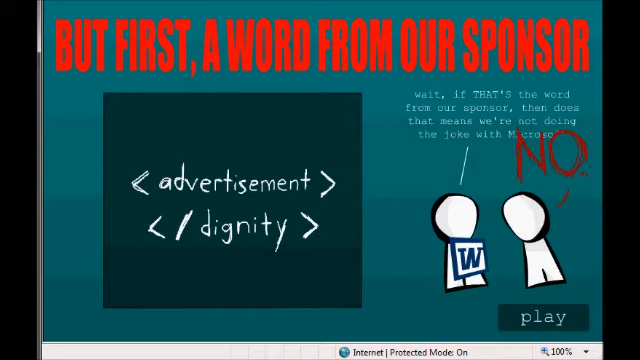 BUT FIRST, A WORD FROM OUR SPONSOR
wait, if THAT'S the word
from our sponsor, then does
that means we're not doing
the joke with Microso
NO.
<advertisement>
</dignity>
W
play
Internet | Protected Mode: On
100%